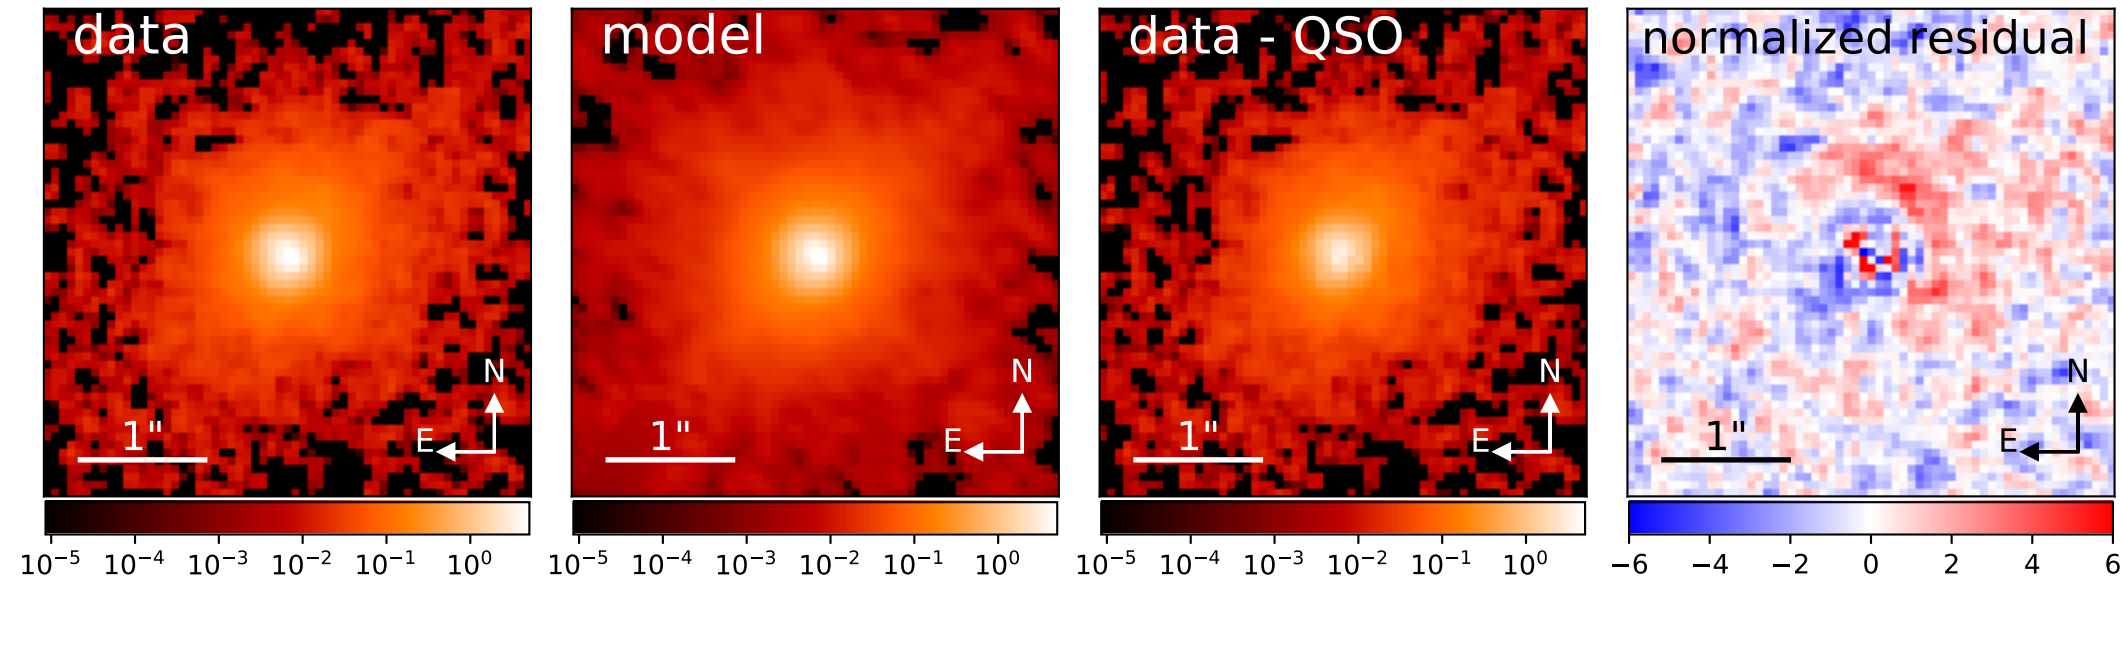 data
model
data - QSO
normalized residual
N
N
N
N
1"
E
1"
E
1"
E
1"
E
10⁻⁵ 10⁻⁴ 10⁻³ 10⁻² 10⁻¹ 10⁰
10⁻⁵ 10⁻⁴ 10⁻³ 10⁻² 10⁻¹ 10⁰
10⁻⁵ 10⁻⁴ 10⁻³ 10⁻² 10⁻¹ 10⁰
−6 −4 −2 0 2 4 6